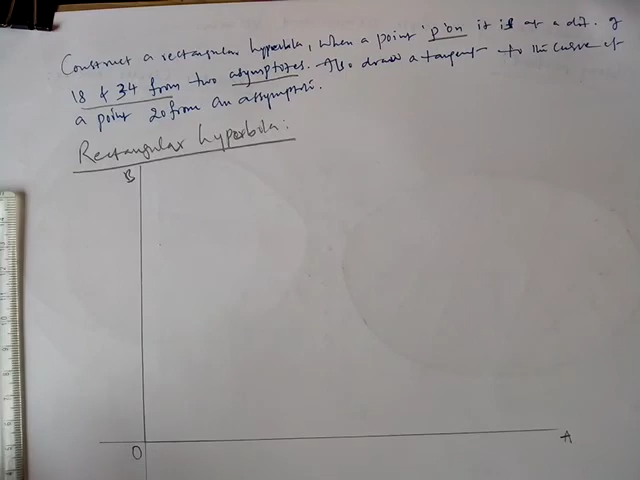 Construct a rectangular hyperbola, when a point 'p' on it is at a dist. of
18 & 34 from two asymptotes. Also draw a tangent to the curve at
a point 20 from an assymptote.
Rectangular hyperbola:
B
O
A